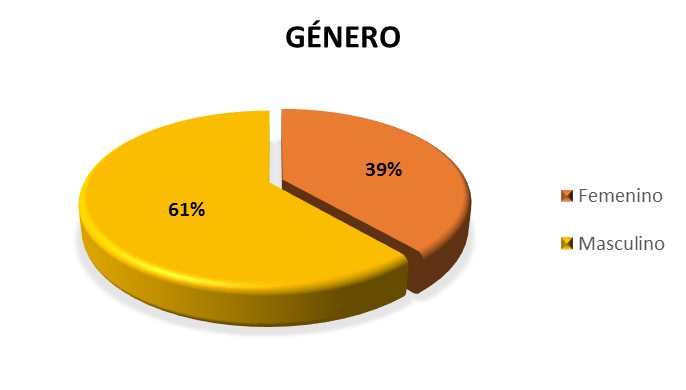 GÉNERO
39%
61%
Femenino
Masculino